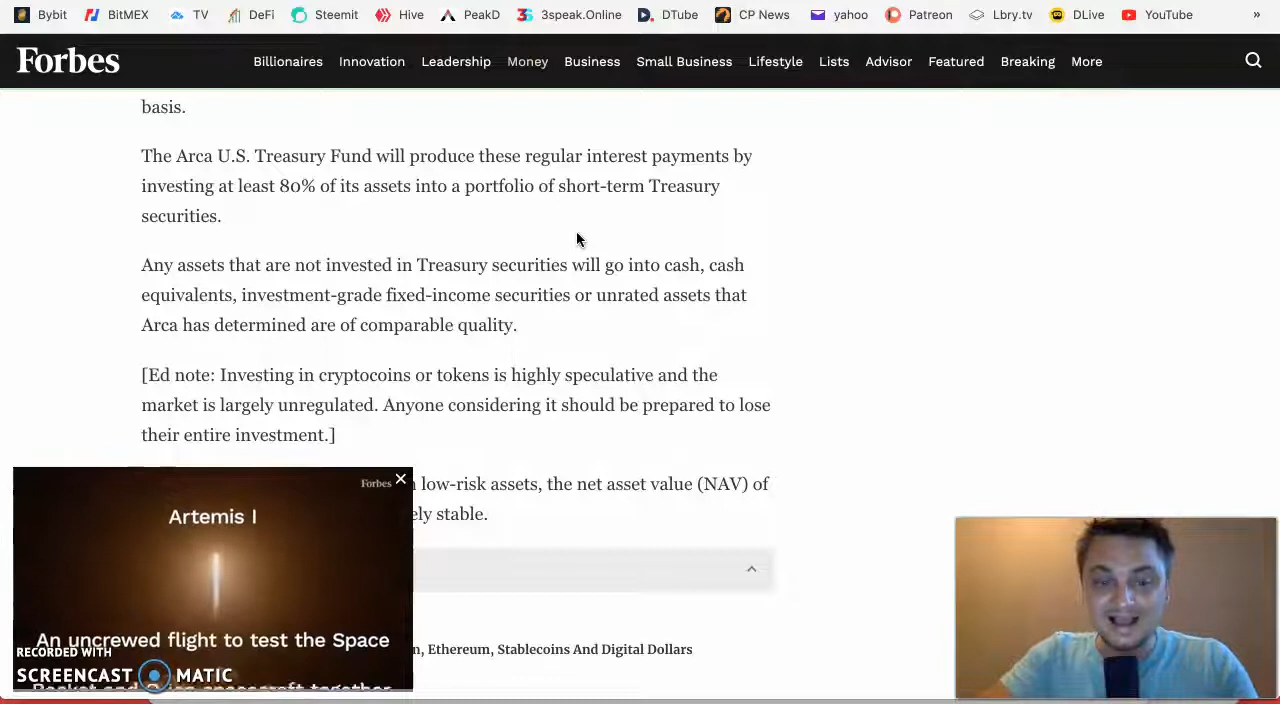 Bybit BitMEX TV DeFi Steemit Hive PeakD 3speak.Online DTube CP News yahoo Patreon Lbry.tv DLive YouTube »
Forbes Billionaires Innovation Leadership Money Business Small Business Lifestyle Lists Advisor Featured Breaking More
basis.
The Arca U.S. Treasury Fund will produce these regular interest payments by
investing at least 80% of its assets into a portfolio of short-term Treasury
securities.
Any assets that are not invested in Treasury securities will go into cash, cash
equivalents, investment-grade fixed-income securities or unrated assets that
Arca has determined are of comparable quality.
[Ed note: Investing in cryptocoins or tokens is highly speculative and the
market is largely unregulated. Anyone considering it should be prepared to lose
their entire investment.]
low-risk assets, the net asset value (NAV) of
stable.
Ethereum, Stablecoins And Digital Dollars
Forbes
Artemis I
An uncrewed flight to test the Space
RECORDED WITH
SCREENCAST MATIC
spacecraft together